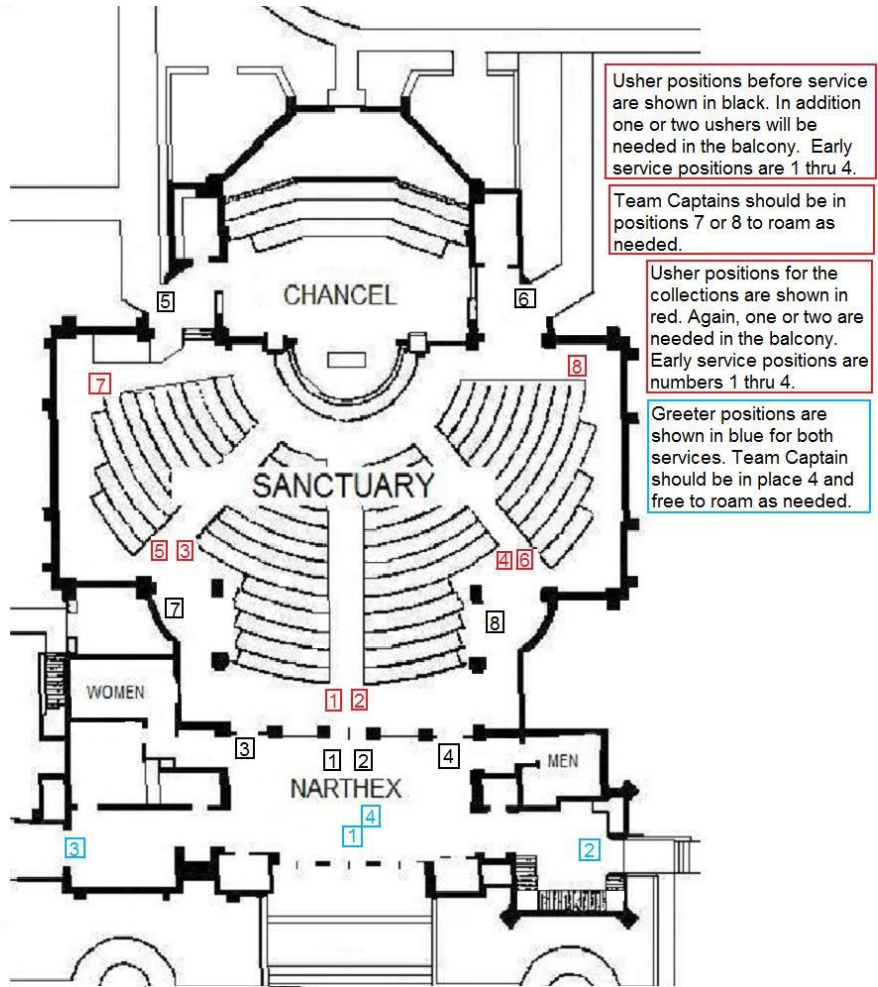 Usher positions before service
are shown in black. In addition
one or two ushers will be
needed in the balcony.  Early
service positions are 1 thru 4.
Team Captains should be in
positions 7 or 8 to roam as
needed.
Usher positions for the
collections are shown in
red. Again, one or two are
needed in the balcony.
Early service positions are
numbers 1 thru 4.
Greeter positions are
shown in blue for both
services. Team Captain
should be in place 4 and
free to roam as needed.
5
CHANCEL
6
7
8
SANCTUARY
5 3
4 6
7
8
WOMEN
1 2
3
1 2
4
MEN
NARTHEX
4
1
3
2